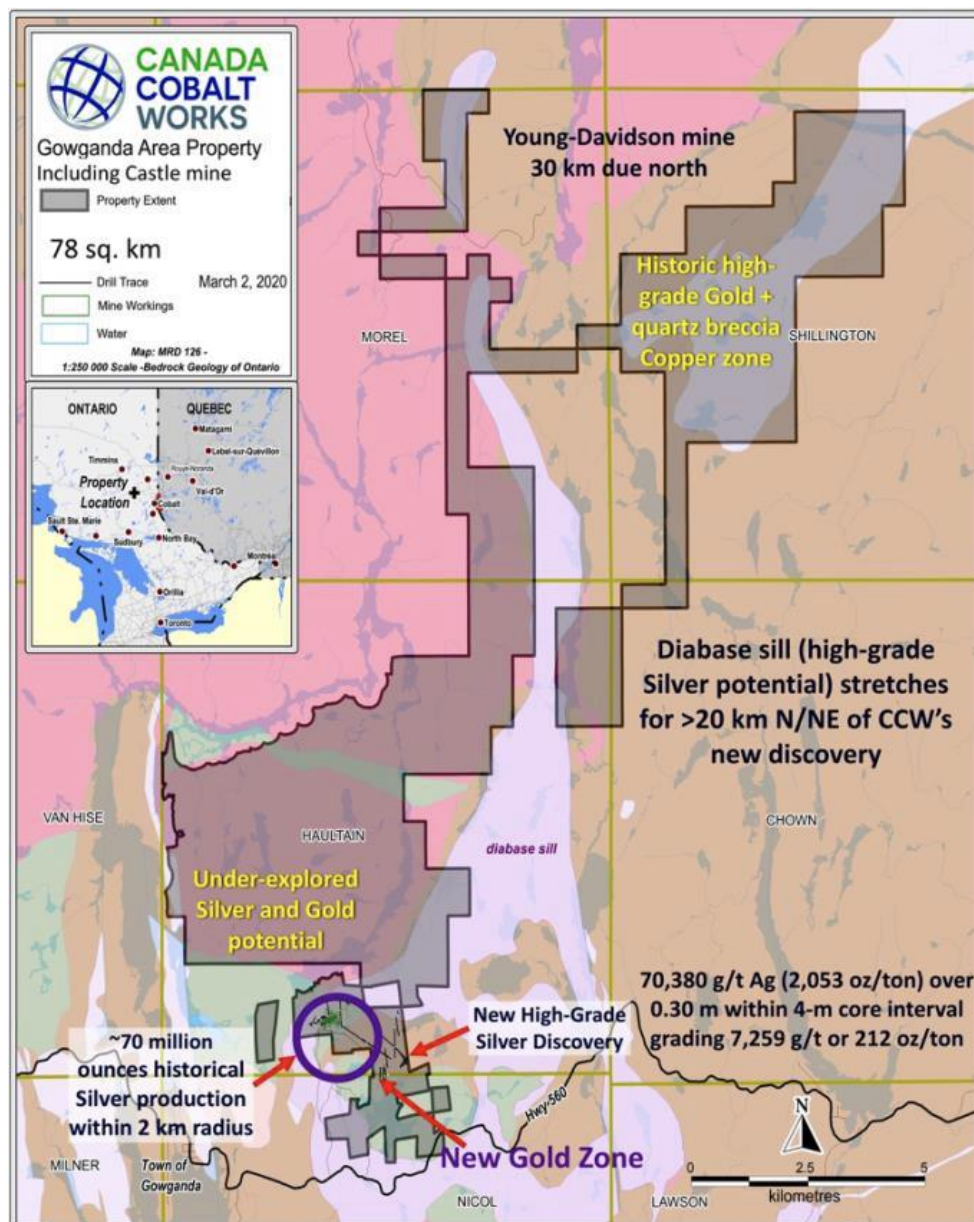 CANADA
COBALT
WORKS
Gowganda Area Property
Including Castle mine
Property Extent
78 sq. km
Drill Trace
March 2, 2020
Mine Workings
Water
Map: MRD 126 -
1:250 000 Scale -Bedrock Geology of Ontario
ONTARIO
QUEBEC
Matagami
Lebel-sur-Quévillon
Timmins
Rouyn-Noranda
Val-d'Or
Property
Location
Cobalt
Sault Ste. Marie
Sudbury
North Bay
Montreal
Orillia
Toronto
Young-Davidson mine
30 km due north
Historic high-
grade Gold +
quartz breccia
Copper zone
MOREL
SHILLINGTON
Diabase sill (high-grade
Silver potential) stretches
for >20 km N/NE of CCW's
new discovery
VAN HISE
HAULTAIN
CHOWN
diabase sill
Under-explored
Silver and Gold
potential
70,380 g/t Ag (2,053 oz/ton) over
0.30 m within 4-m core interval
grading 7,259 g/t or 212 oz/ton
New High-Grade
Silver Discovery
~70 million
ounces historical
Silver production
within 2 km radius
Hwy-560
New Gold Zone
MILNER
Town of
Gowganda
NICOL
LAWSON
N
0 2.5 5
kilometres